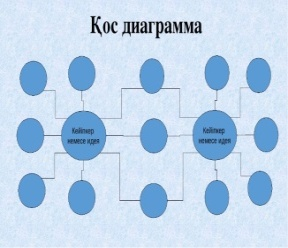 Қос диаграмма
Кейіпкер
немесе идея
Кейіпкер
немесе идея